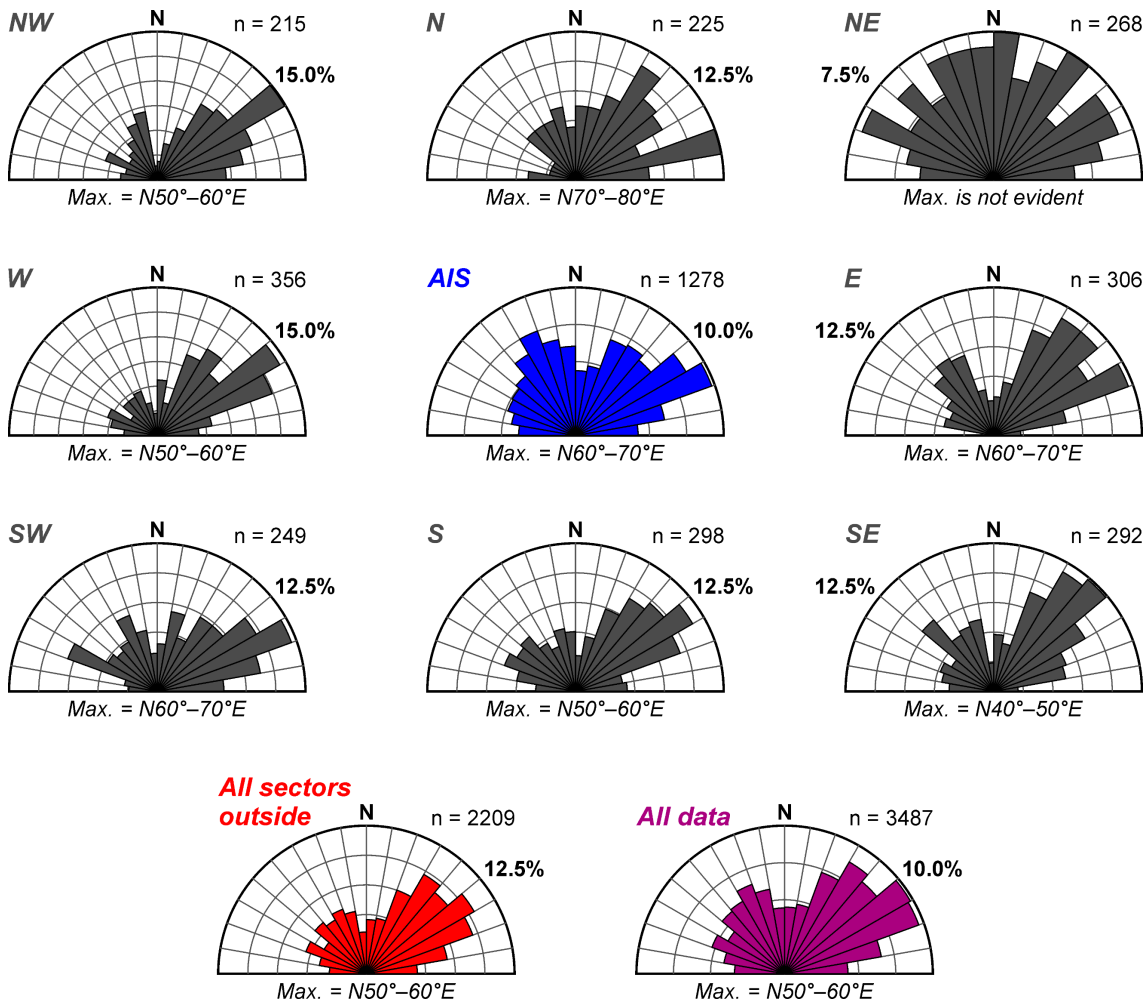 NW N n = 215
15.0%
Max. = N50°–60°E
N N n = 225
12.5%
Max. = N70°–80°E
NE N n = 268
7.5%
Max. is not evident
W N n = 356
15.0%
Max. = N50°–60°E
AIS N n = 1278
10.0%
Max. = N60°–70°E
E N n = 306
12.5%
Max. = N60°–70°E
SW N n = 249
12.5%
Max. = N60°–70°E
S N n = 298
12.5%
Max. = N50°–60°E
SE N n = 292
12.5%
Max. = N40°–50°E
All sectors
outside N n = 2209
12.5%
Max. = N50°–60°E
All data N n = 3487
10.0%
Max. = N50°–60°E